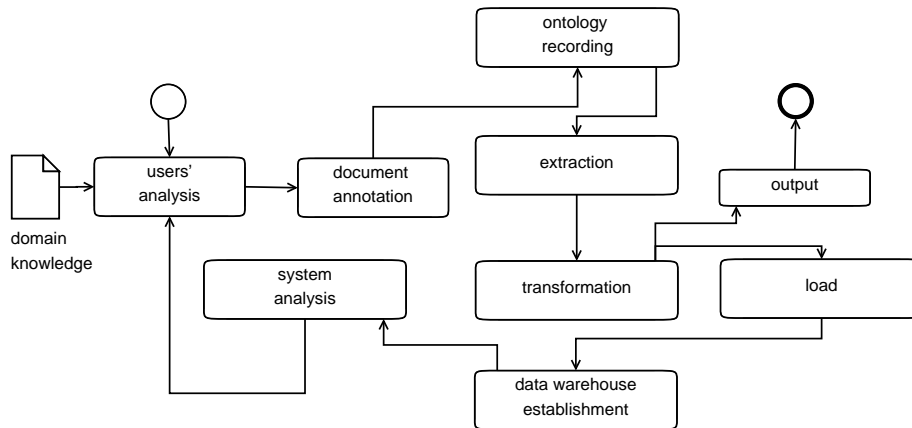 ontology
recording
users'
analysis
document
annotation
extraction
output
domain
knowledge
system
analysis
transformation
load
data warehouse
establishment